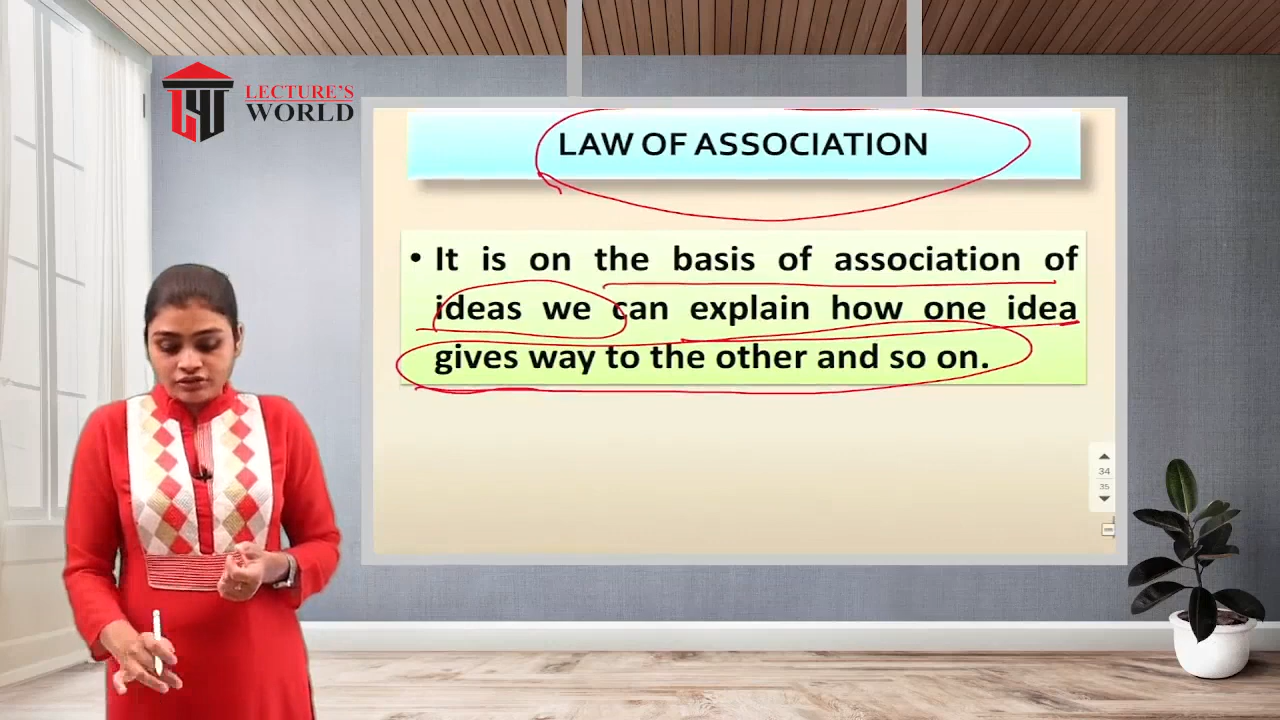 LECTURE'S
WORLD
LAW OF ASSOCIATION
• It is on the basis of association of
ideas we can explain how one idea
gives way to the other and so on.
34
35